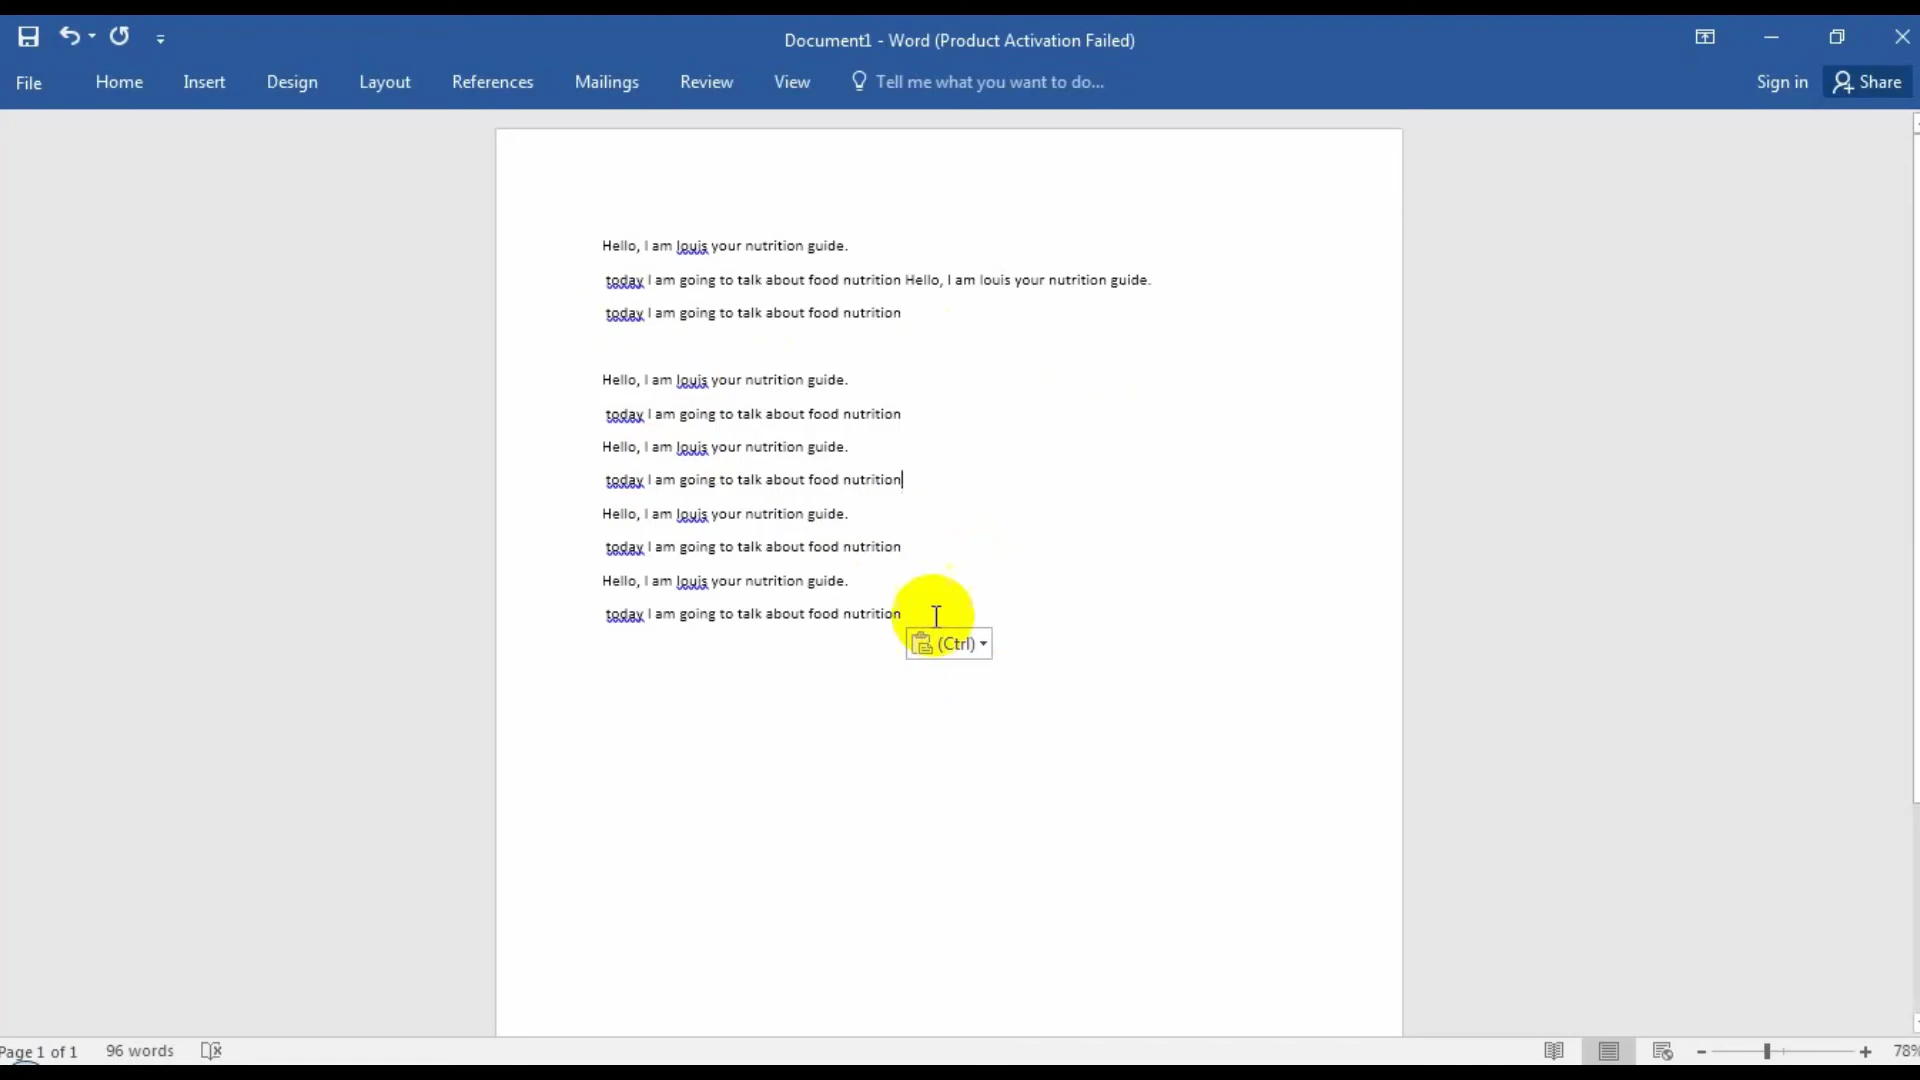 Document1 - Word (Product Activation Failed)
File Home Insert Design Layout References Mailings Review View Tell me what you want to do... Sign in Share
Hello, I am louis your nutrition guide.
today I am going to talk about food nutrition Hello, I am louis your nutrition guide.
today I am going to talk about food nutrition
Hello, I am louis your nutrition guide.
today I am going to talk about food nutrition
Hello, I am louis your nutrition guide.
today I am going to talk about food nutrition
Hello, I am louis your nutrition guide.
today I am going to talk about food nutrition
Hello, I am louis your nutrition guide.
today I am going to talk about food nutrition
(Ctrl)
Page 1 of 1 96 words 78%